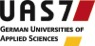 UAS7
GERMAN UNIVERSITIES OF
APPLIED SCIENCES